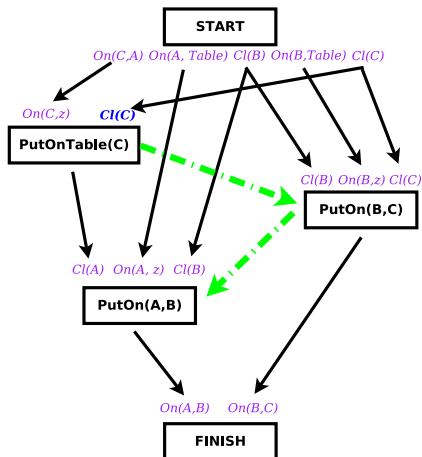 START
On(C,A) On(A, Table) Cl(B) On(B,Table) Cl(C)
On(C,z) Cl(C)
PutOnTable(C)
Cl(B) On(B,z) Cl(C)
PutOn(B,C)
Cl(A) On(A, z) Cl(B)
PutOn(A,B)
On(A,B) On(B,C)
FINISH